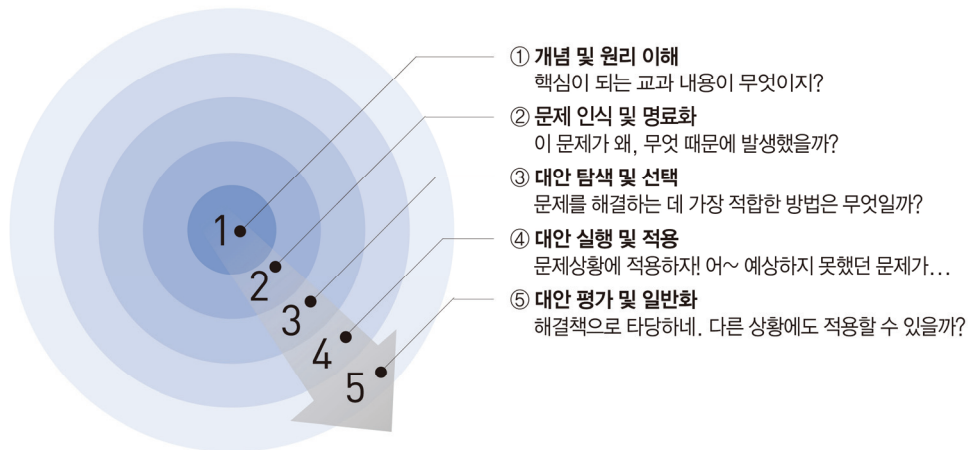 ① 개념 및 원리 이해
핵심이 되는 교과 내용이 무엇이지?
② 문제 인식 및 명료화
이 문제가 왜, 무엇 때문에 발생했을까?
③ 대안 탐색 및 선택
문제를 해결하는 데 가장 적합한 방법은 무엇일까?
④ 대안 실행 및 적용
문제상황에 적용하자! 어~ 예상하지 못했던 문제가...
⑤ 대안 평가 및 일반화
해결책으로 타당하네. 다른 상황에도 적용할 수 있을까?
1
2
3
4
5